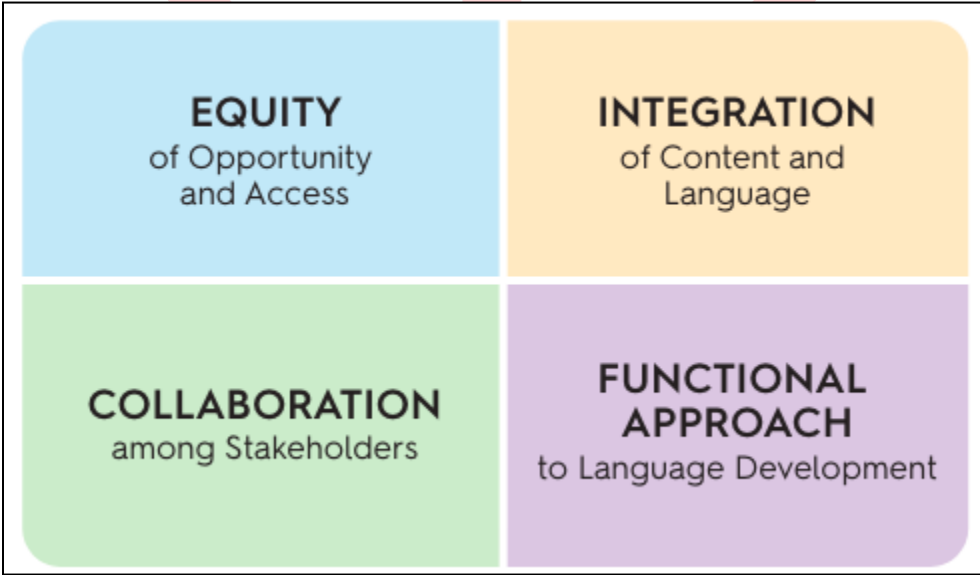 EQUITY
of Opportunity
and Access
INTEGRATION
of Content and
Language
COLLABORATION
among Stakeholders
FUNCTIONAL
APPROACH
to Language Development